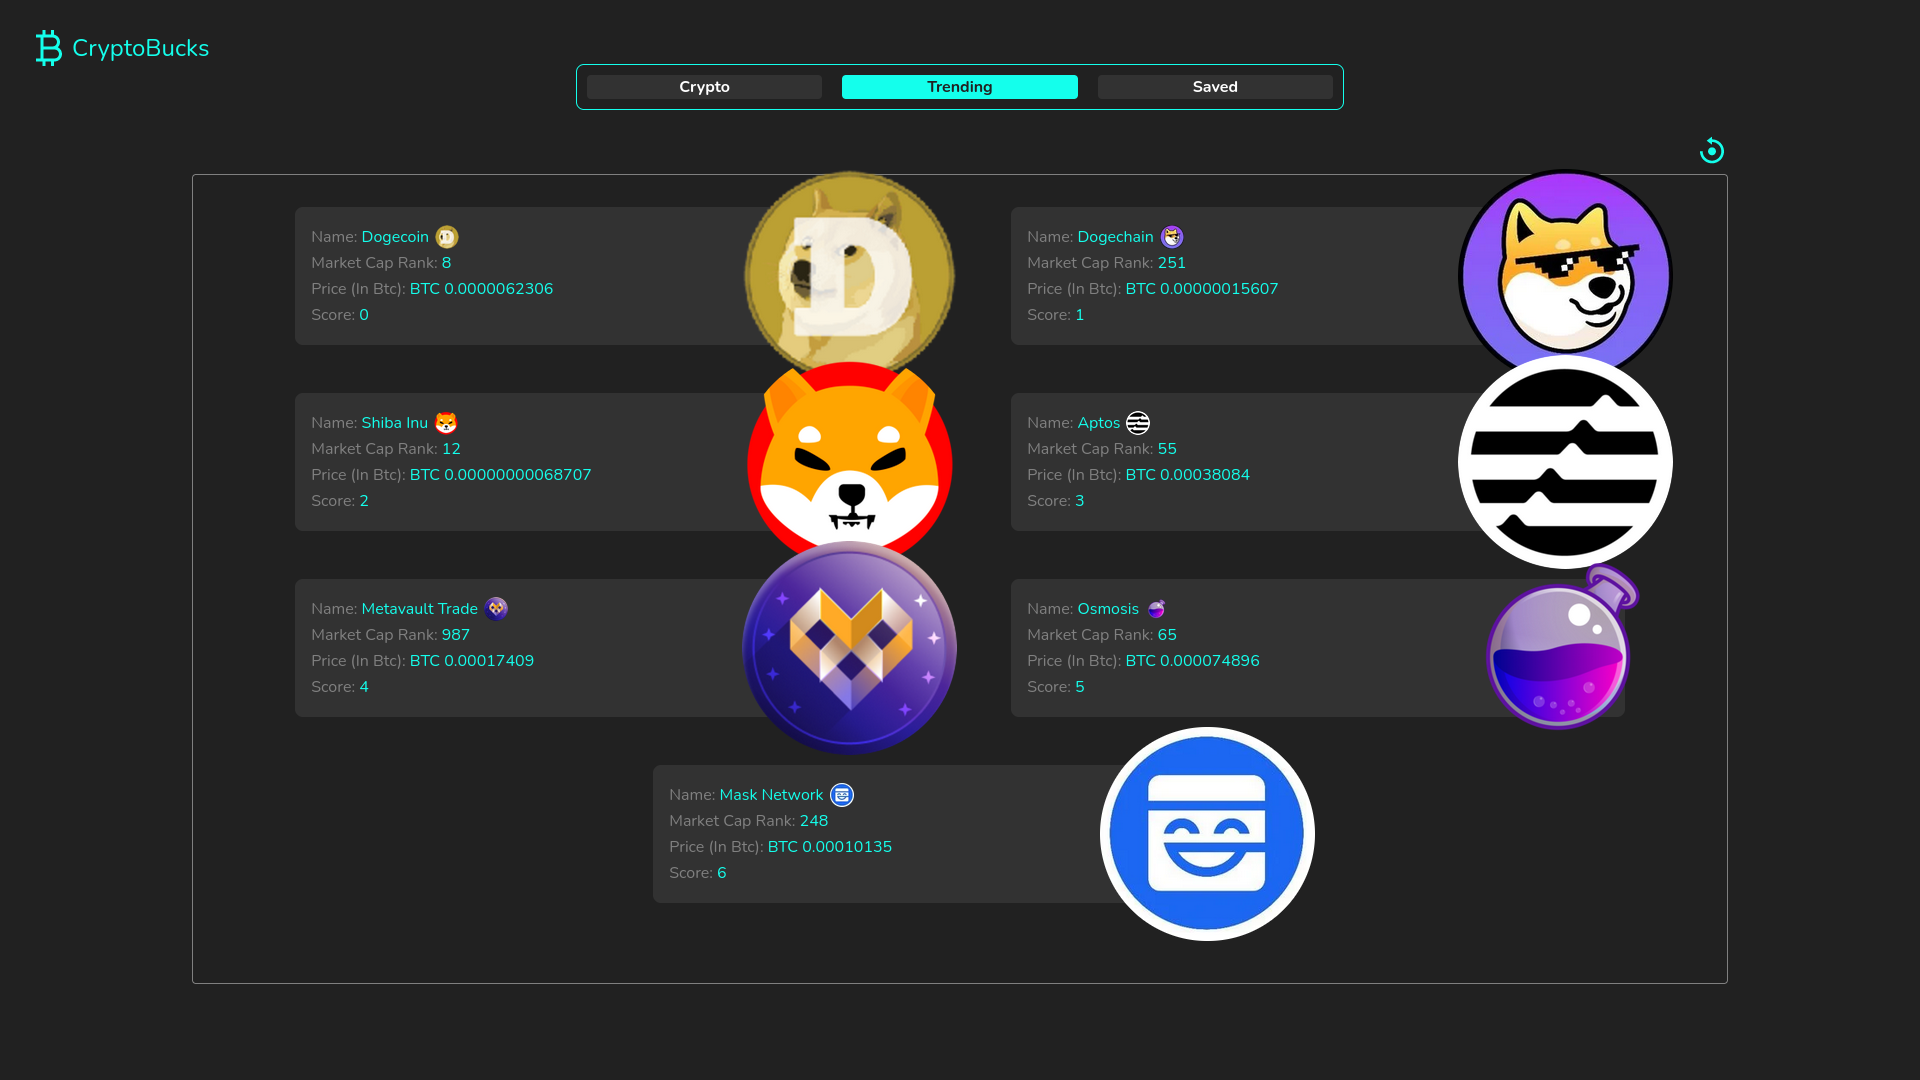 CryptoBucks
Crypto
Trending
Saved
Name: Dogecoin
Market Cap Rank: 8
Price (In Btc): BTC 0.0000062306
Score: 0
D
Name: Dogechain
Market Cap Rank: 251
Price (In Btc): BTC 0.00000015607
Score: 1
Name: Shiba Inu
Market Cap Rank: 12
Price (In Btc): BTC 0.00000000068707
Score: 2
Name: Aptos
Market Cap Rank: 55
Price (In Btc): BTC 0.00038084
Score: 3
Name: Metavault Trade
Market Cap Rank: 987
Price (In Btc): BTC 0.00017409
Score: 4
Name: Osmosis
Market Cap Rank: 65
Price (In Btc): BTC 0.000074896
Score: 5
Name: Mask Network
Market Cap Rank: 248
Price (In Btc): BTC 0.00010135
Score: 6